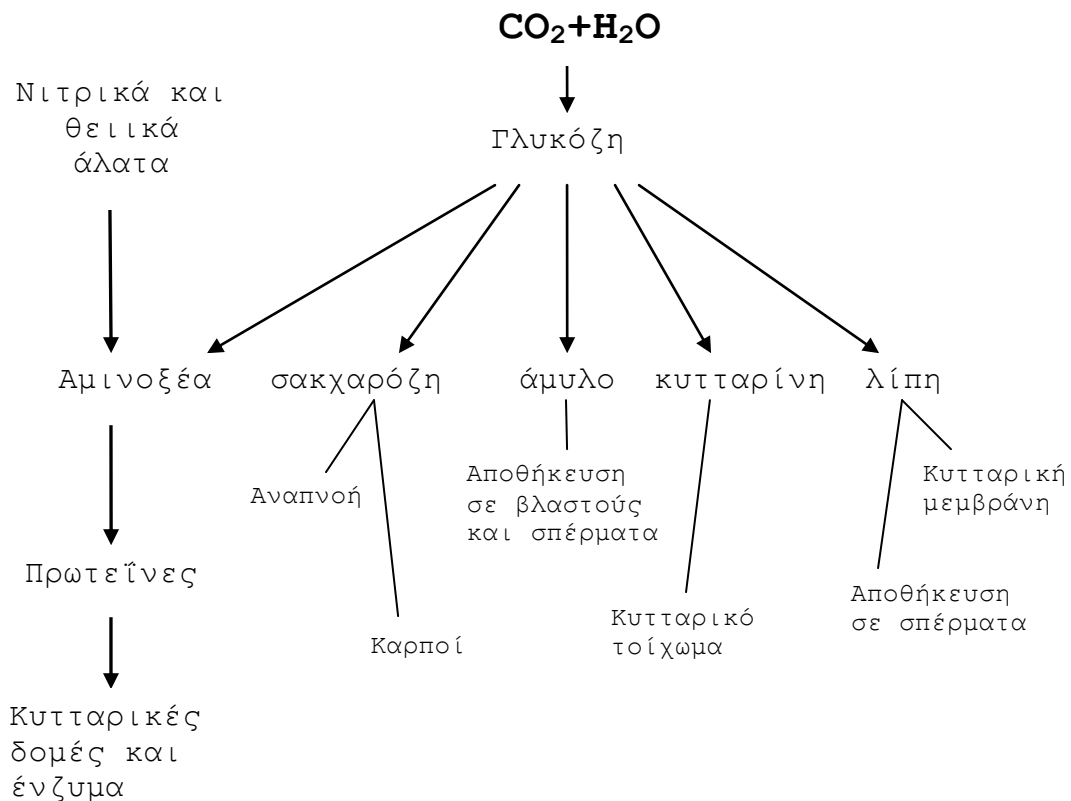 CO₂+H₂O
Νιτρικά και
θειικά
άλατα
Γλυκόζη
Αμινοξέα
σακχαρόζη
άμυλο
κυτταρίνη
λίπη
Αναπνοή
Αποθήκευση
σε βλαστούς
και σπέρματα
Κυτταρική
μεμβράνη
Πρωτεΐνες
Καρποί
Κυτταρικό
τοίχωμα
Αποθήκευση
σε σπέρματα
Κυτταρικές
δομές και
ένζυμα